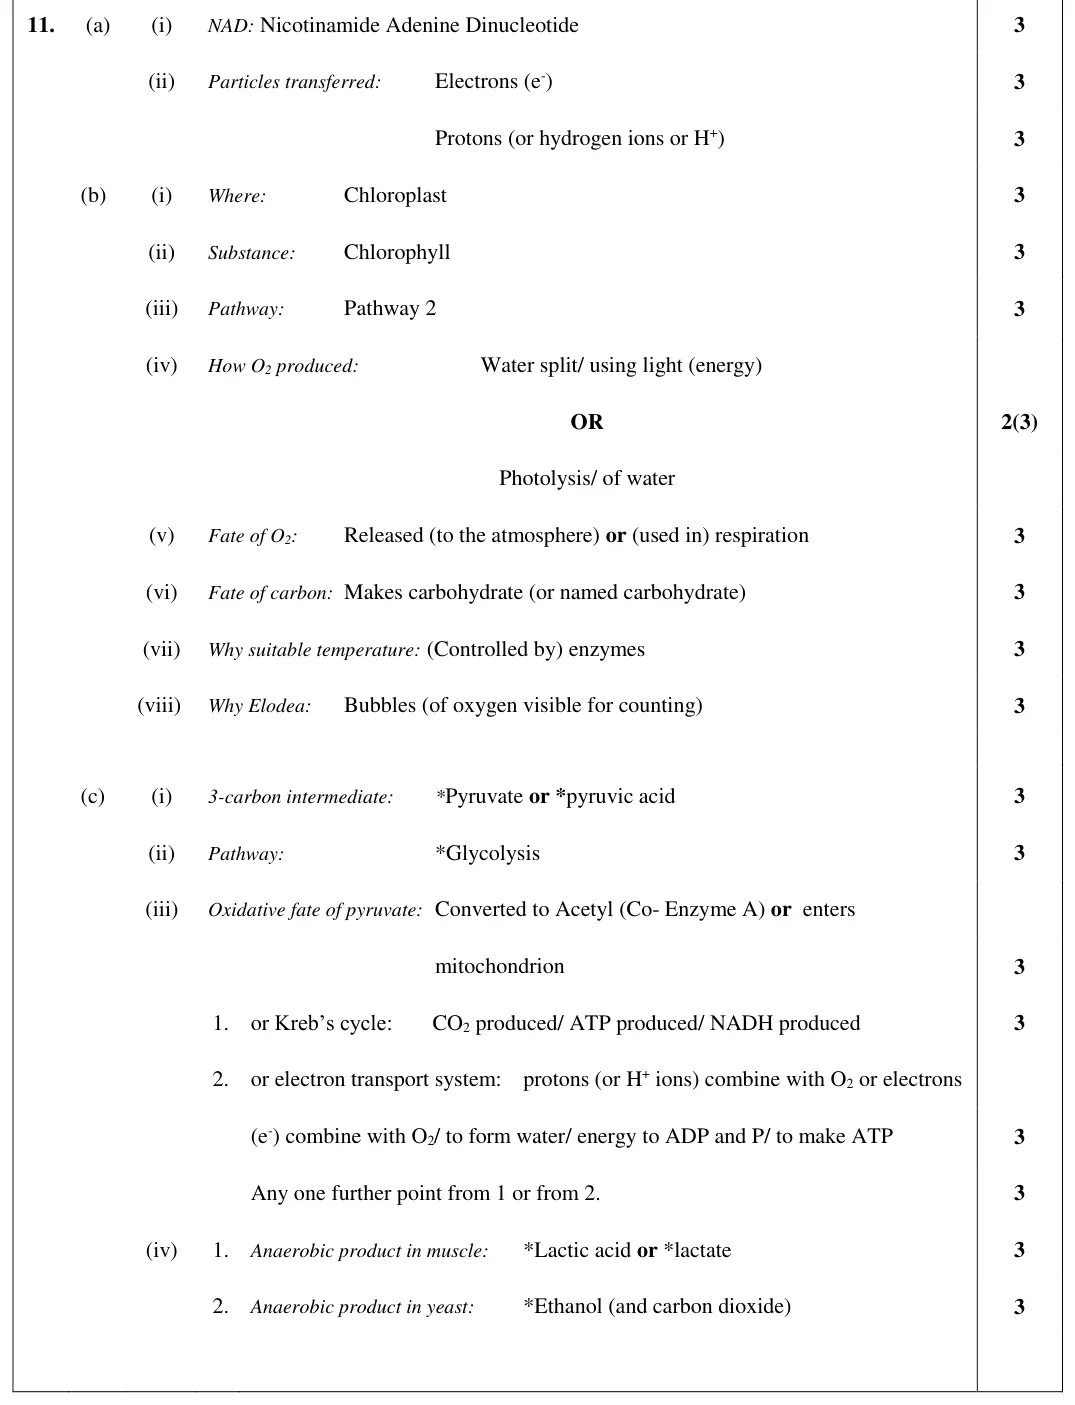 11. (a) (i) NAD: Nicotinamide Adenine Dinucleotide 3
(ii) Particles transferred: Electrons (e⁻) 3
Protons (or hydrogen ions or H⁺) 3
(b) (i) Where: Chloroplast 3
(ii) Substance: Chlorophyll 3
(iii) Pathway: Pathway 2 3
(iv) How O₂ produced: Water split/ using light (energy)
OR 2(3)
Photolysis/ of water
(v) Fate of O₂: Released (to the atmosphere) or (used in) respiration 3
(vi) Fate of carbon: Makes carbohydrate (or named carbohydrate) 3
(vii) Why suitable temperature: (Controlled by) enzymes 3
(viii) Why Elodea: Bubbles (of oxygen visible for counting) 3
(c) (i) 3-carbon intermediate: *Pyruvate or *pyruvic acid 3
(ii) Pathway: *Glycolysis 3
(iii) Oxidative fate of pyruvate: Converted to Acetyl (Co- Enzyme A) or enters
mitochondrion 3
1. or Kreb’s cycle: CO₂ produced/ ATP produced/ NADH produced 3
2. or electron transport system: protons (or H⁺ ions) combine with O₂ or electrons
(e⁻) combine with O₂/ to form water/ energy to ADP and P/ to make ATP 3
Any one further point from 1 or from 2. 3
(iv) 1. Anaerobic product in muscle: *Lactic acid or *lactate 3
2. Anaerobic product in yeast: *Ethanol (and carbon dioxide) 3